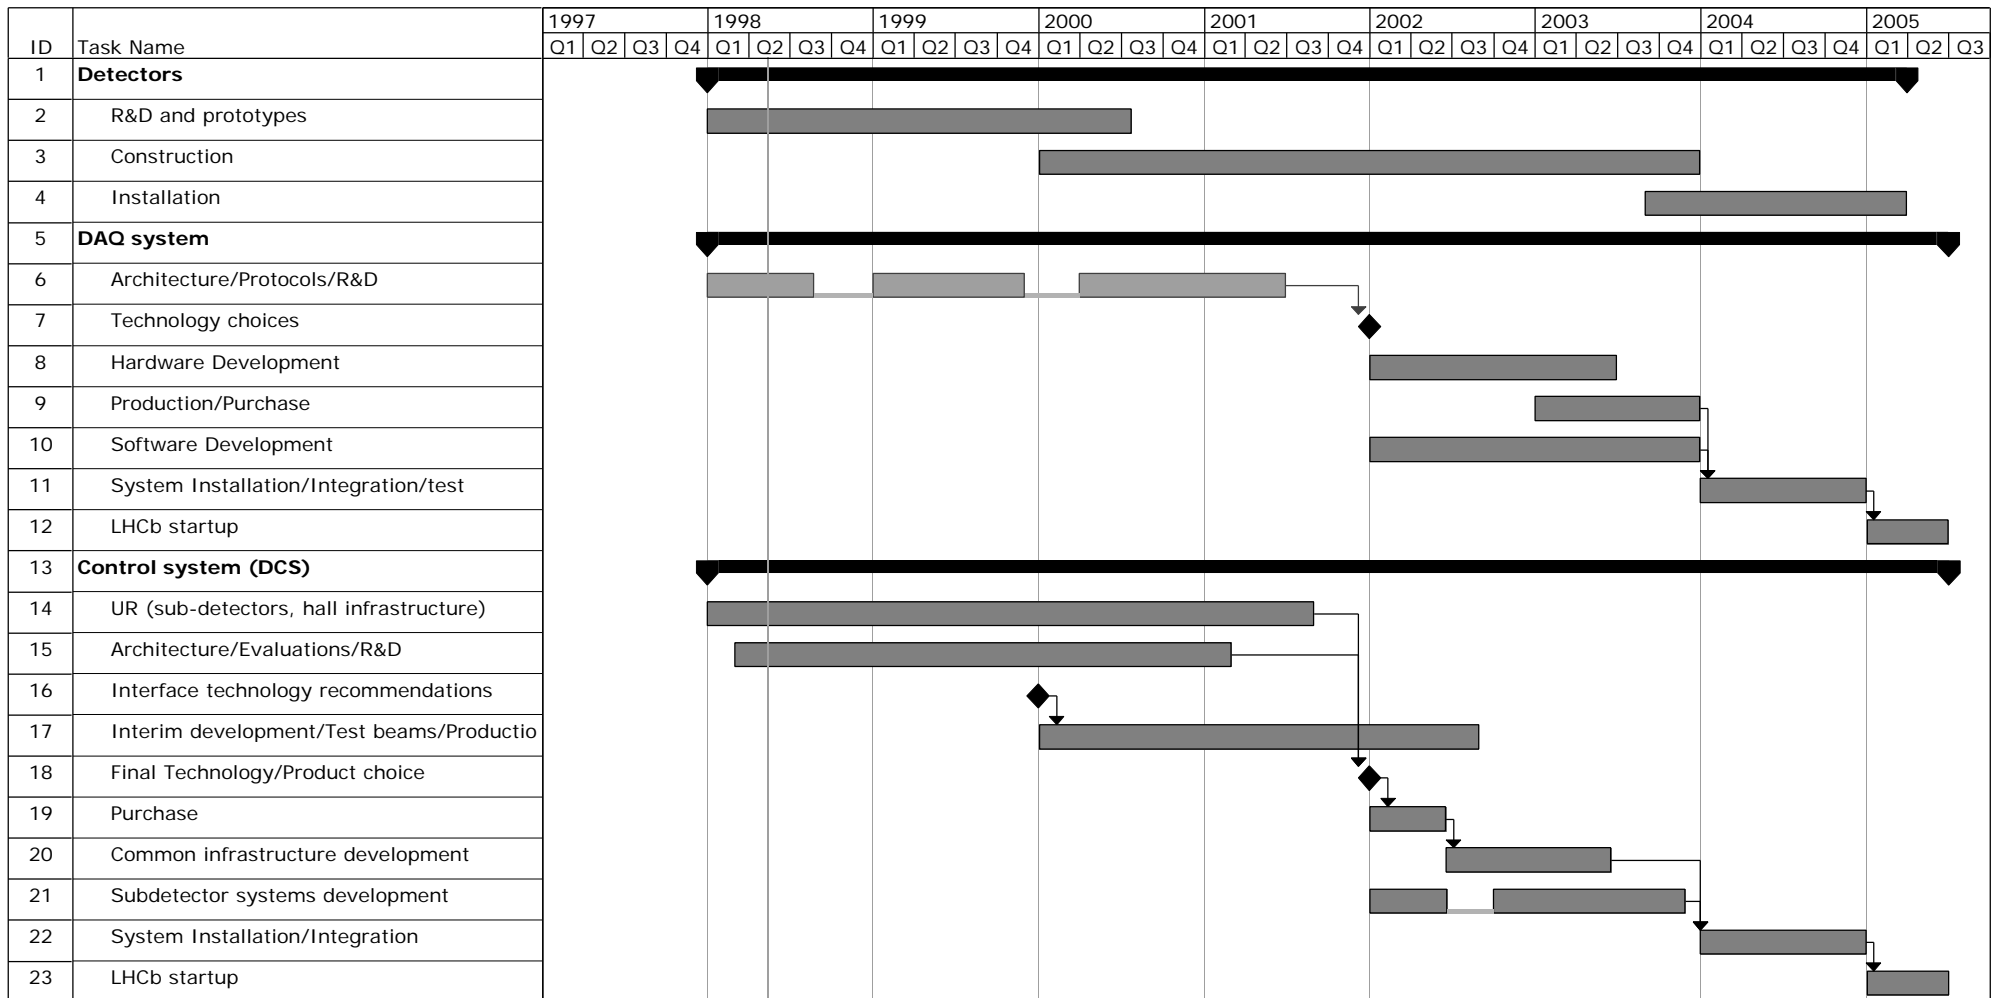 1997 1998 1999 2000 2001 2002 2003 2004 2005
ID Task Name Q1 Q2 Q3 Q4 Q1 Q2 Q3 Q4 Q1 Q2 Q3 Q4 Q1 Q2 Q3 Q4 Q1 Q2 Q3 Q4 Q1 Q2 Q3 Q4 Q1 Q2 Q3 Q4 Q1 Q2 Q3 Q4 Q1 Q2 Q3
1 Detectors
2 R&D and prototypes
3 Construction
4 Installation
5 DAQ system
6 Architecture/Protocols/R&D
7 Technology choices
8 Hardware Development
9 Production/Purchase
10 Software Development
11 System Installation/Integration/test
12 LHCb startup
13 Control system (DCS)
14 UR (sub-detectors, hall infrastructure)
15 Architecture/Evaluations/R&D
16 Interface technology recommendations
17 Interim development/Test beams/Productio
18 Final Technology/Product choice
19 Purchase
20 Common infrastructure development
21 Subdetector systems development
22 System Installation/Integration
23 LHCb startup